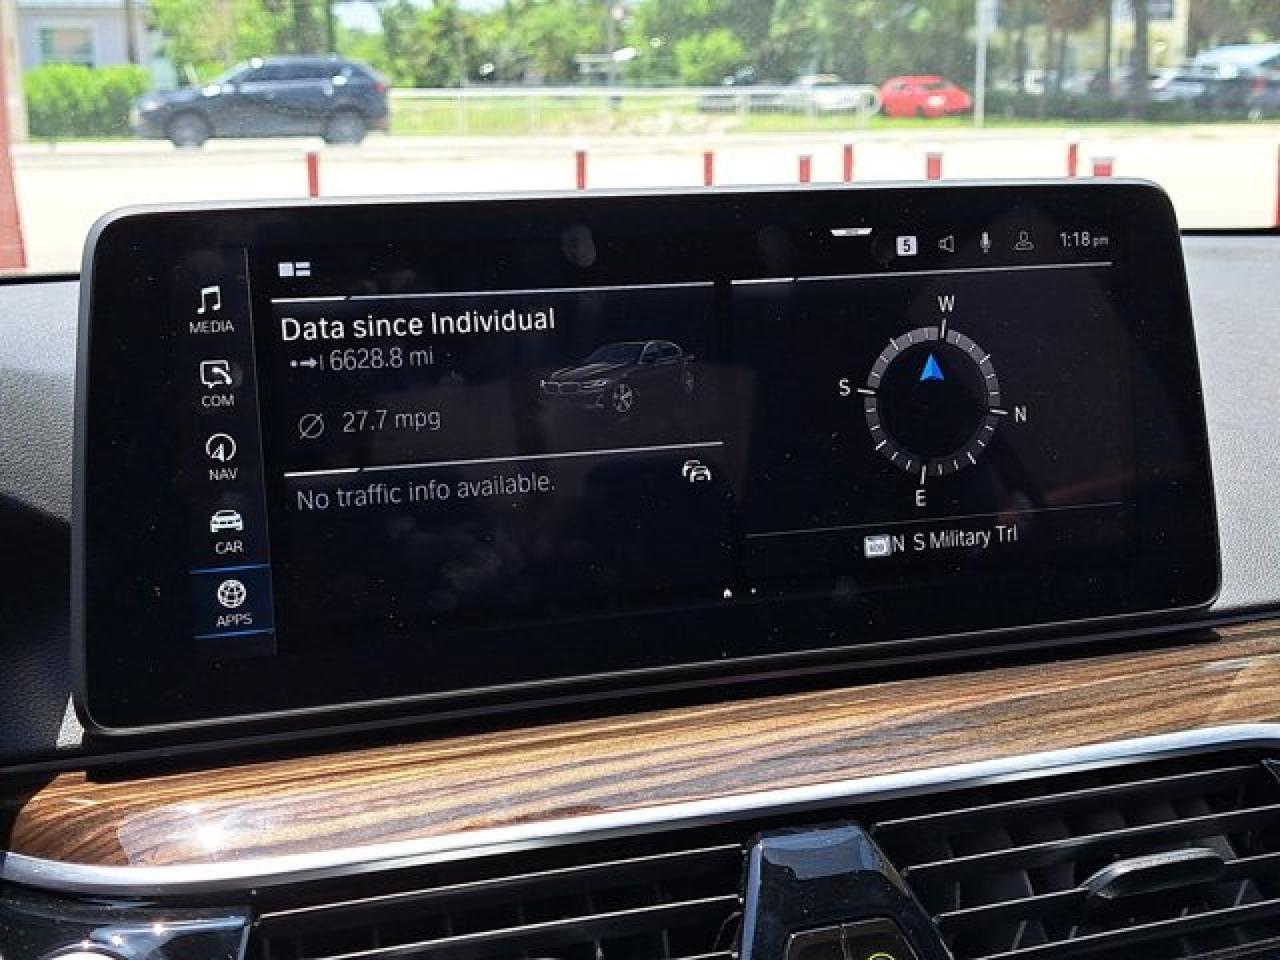 5 1:18 pm
MEDIA
COM
NAV
CAR
APPS
Data since Individual
6628.8 mi
Ø 27.7 mpg
No traffic info available.
W
S
N
E
N S Military Trl